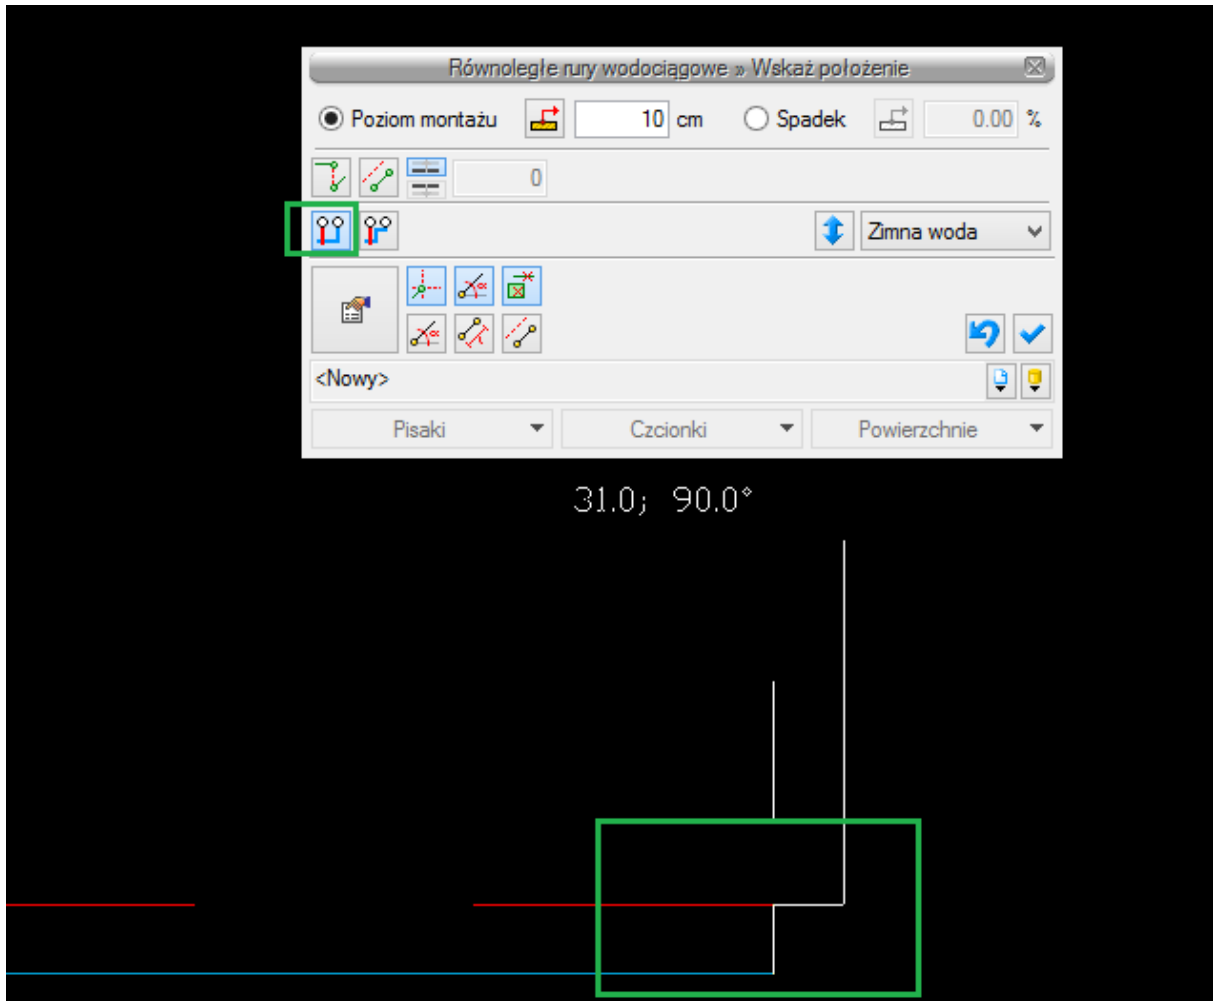 Równoległe rury wodociągowe » Wskaż położenie
Poziom montażu 10 cm Spadek 0.00 %
0
Zimna woda
<Nowy>
Pisaki Czcionki Powierzchnie
31.0; 90.0°